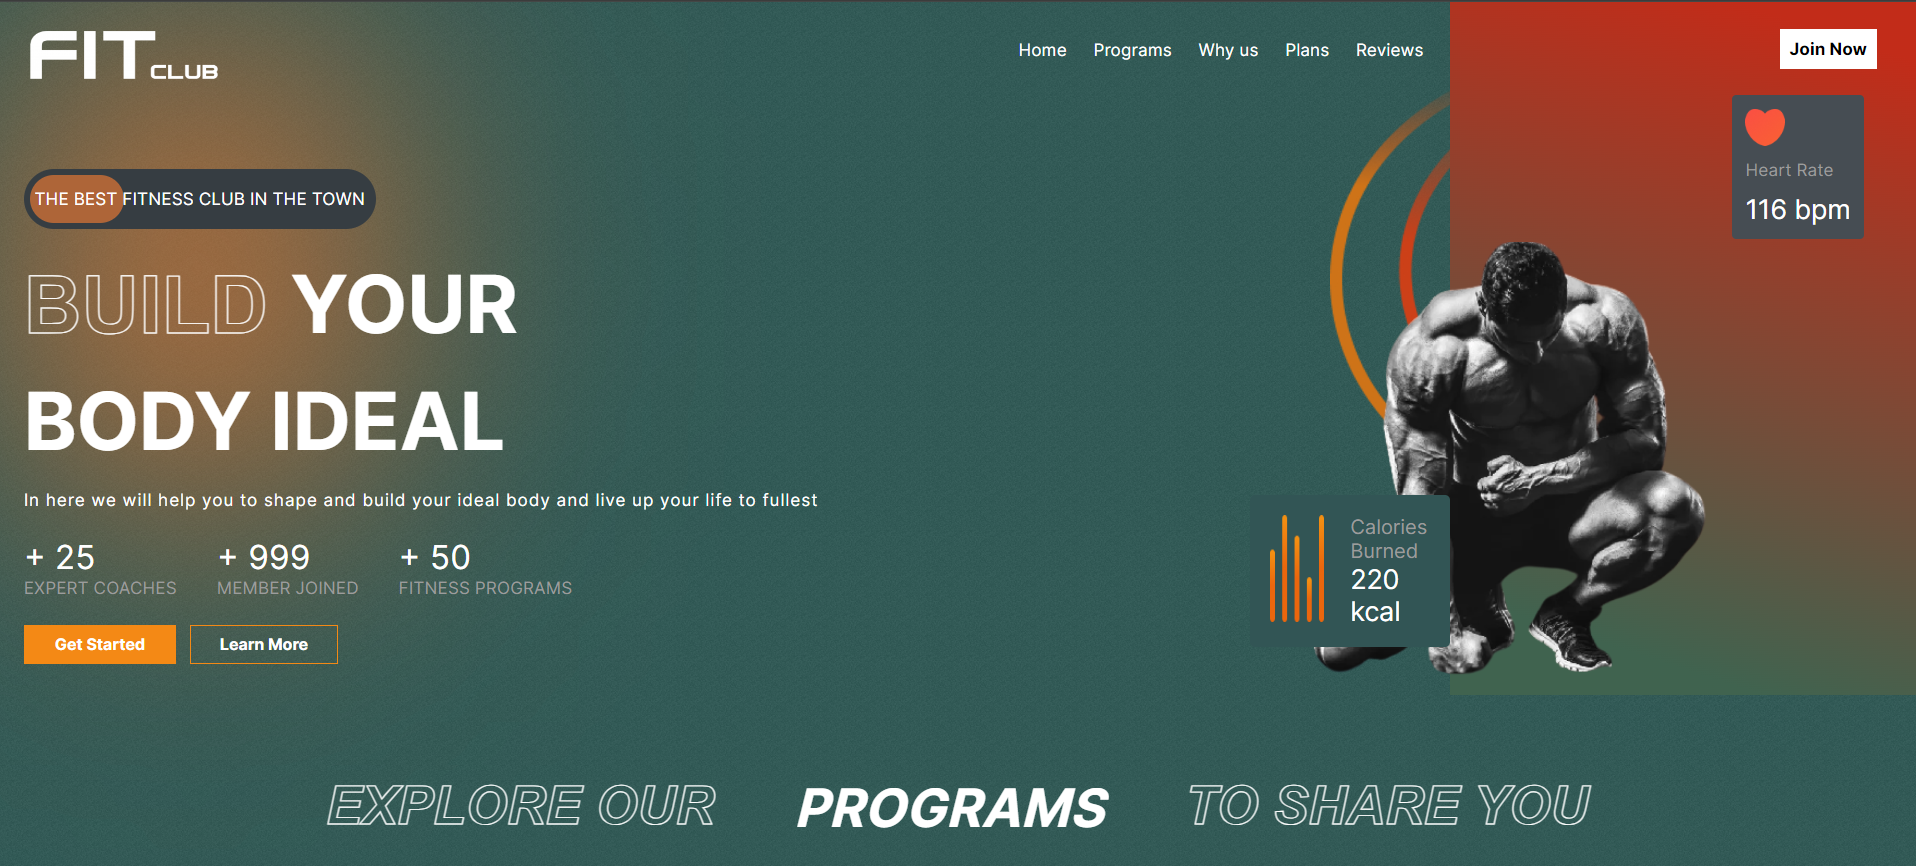 FIT CLUB
Home Programs Why us Plans Reviews
Join Now
Heart Rate
116 bpm
THE BEST FITNESS CLUB IN THE TOWN
BUILD YOUR
BODY IDEAL
In here we will help you to shape and build your ideal body and live up your life to fullest
+ 25
EXPERT COACHES
+ 999
MEMBER JOINED
+ 50
FITNESS PROGRAMS
Get Started
Learn More
Calories
Burned
220
kcal
EXPLORE OUR PROGRAMS TO SHARE YOU